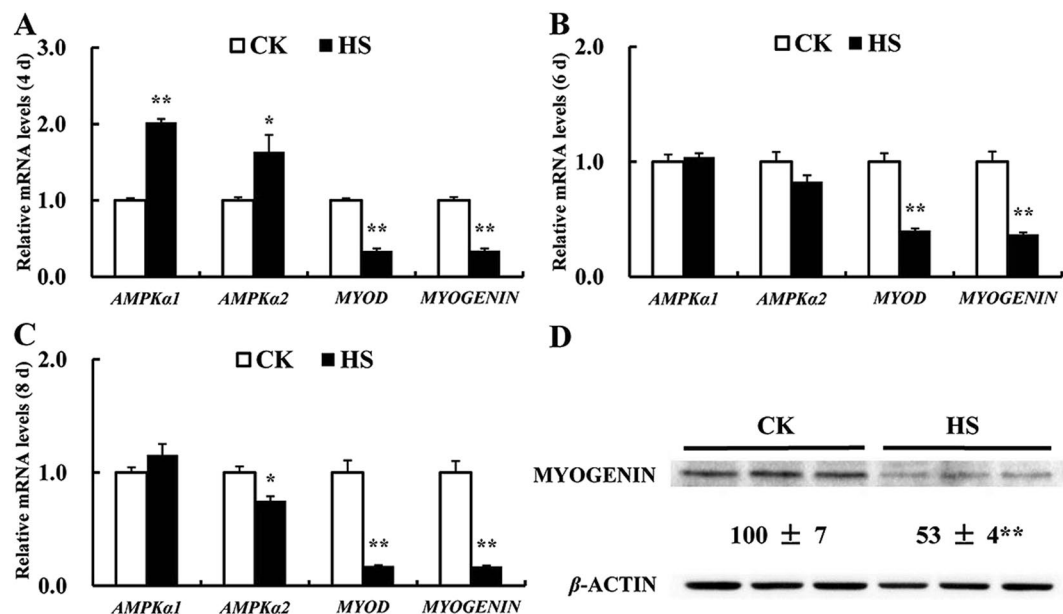 A
Relative mRNA levels (4 d)
CK HS
3.0
2.0
1.0
0.0
** * ** **
AMPKα1 AMPKα2 MYOD MYOGENIN
B
Relative mRNA levels (6 d)
CK HS
2.0
1.0
0.0
** **
AMPKα1 AMPKα2 MYOD MYOGENIN
C
Relative mRNA levels (8 d)
CK HS
2.0
1.0
0.0
* ** **
AMPKα1 AMPKα2 MYOD MYOGENIN
D
CK HS
MYOGENIN
100 ± 7 53 ± 4**
β-ACTIN